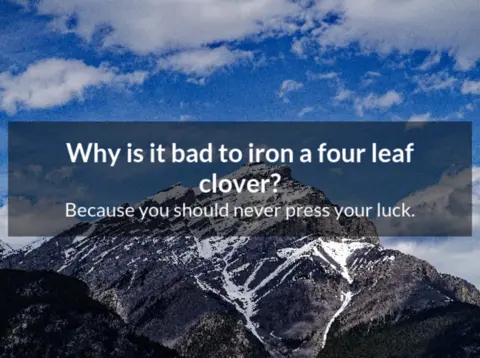 Why is it bad to iron a four leaf
clover?
Because you should never press your luck.